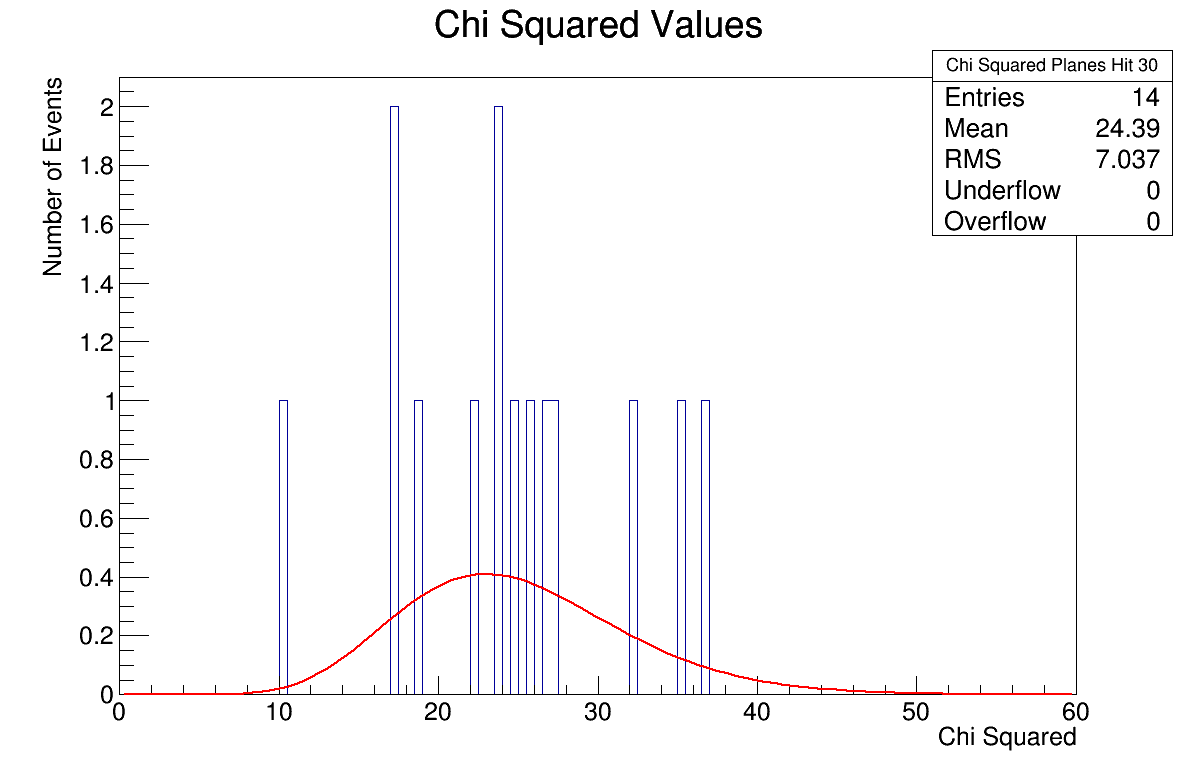 Chi Squared Values
Chi Squared Planes Hit 30
Entries 14
Mean 24.39
RMS 7.037
Underflow 0
Overflow 0
Number of Events
2
1.8
1.6
1.4
1.2
1
0.8
0.6
0.4
0.2
0
0 10 20 30 40 50 60
Chi Squared